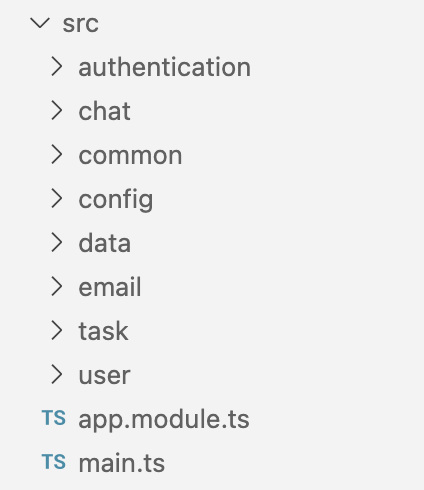 src
authentication
chat
common
config
data
email
task
user
TS app.module.ts
TS main.ts